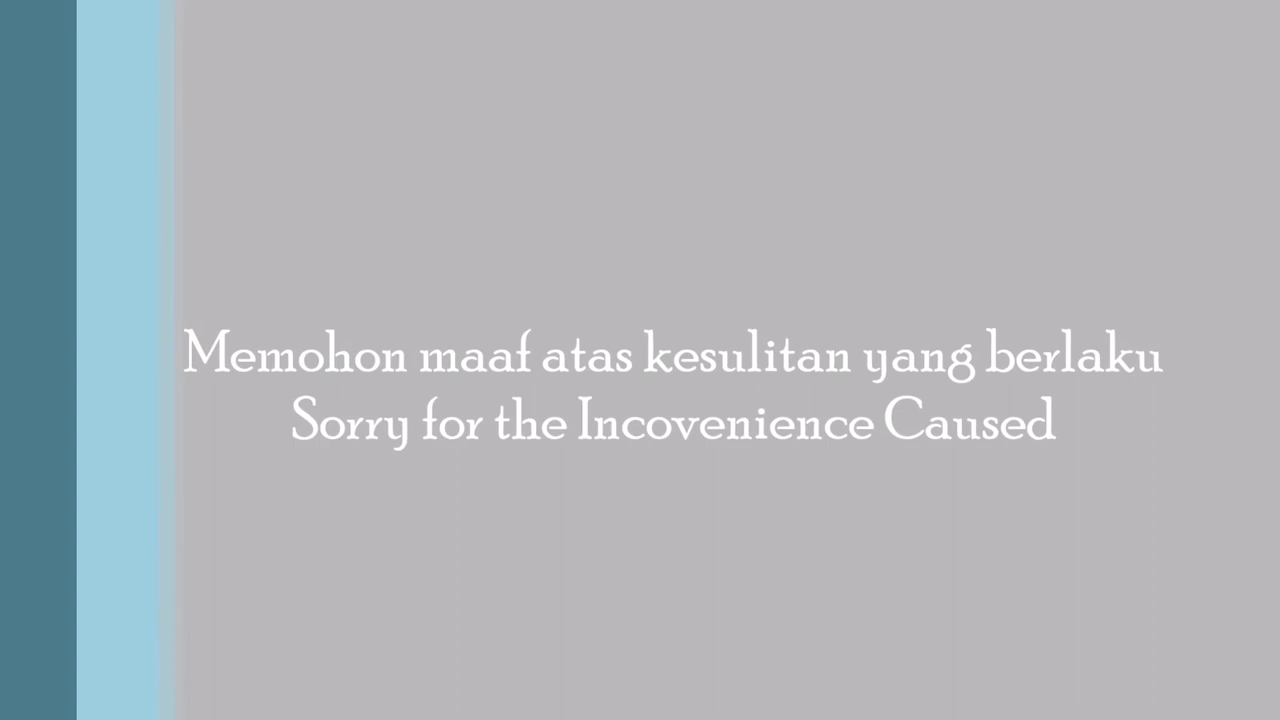 Memohon maaf atas kesulitan yang berlaku
Sorry for the Incovenience Caused